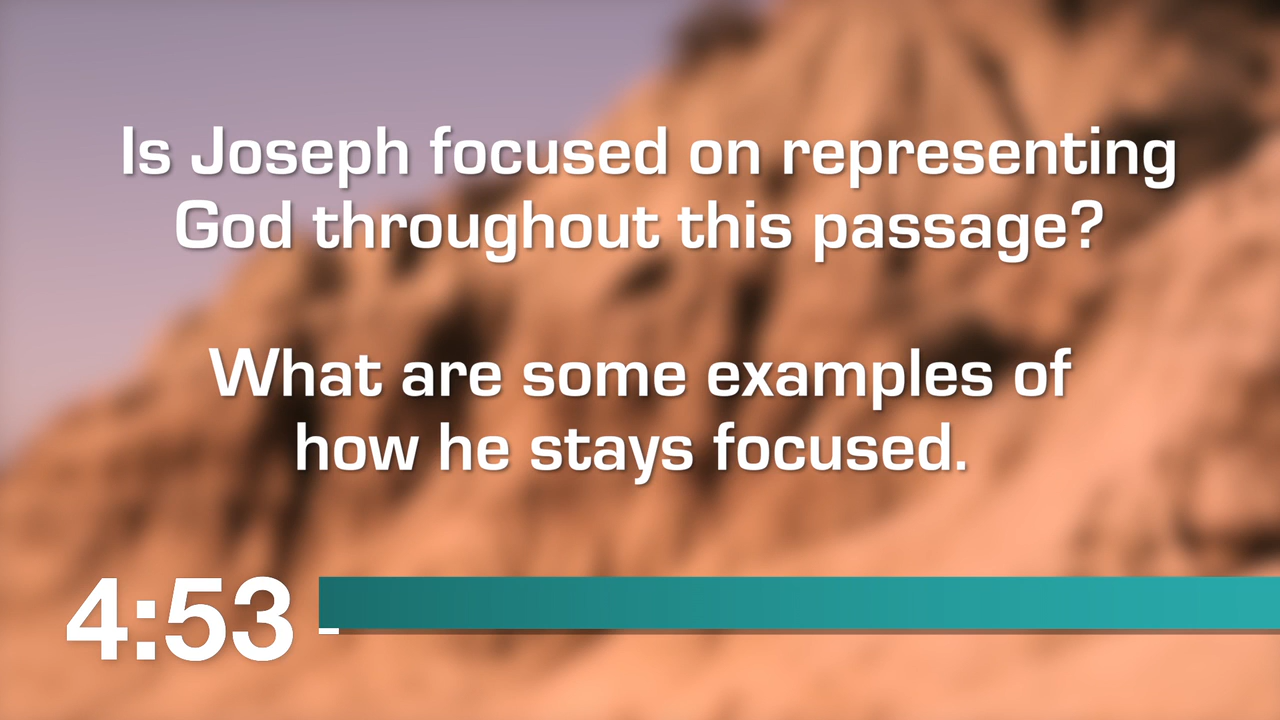 Is Joseph focused on representing
God throughout this passage?
What are some examples of
how he stays focused.
4:53